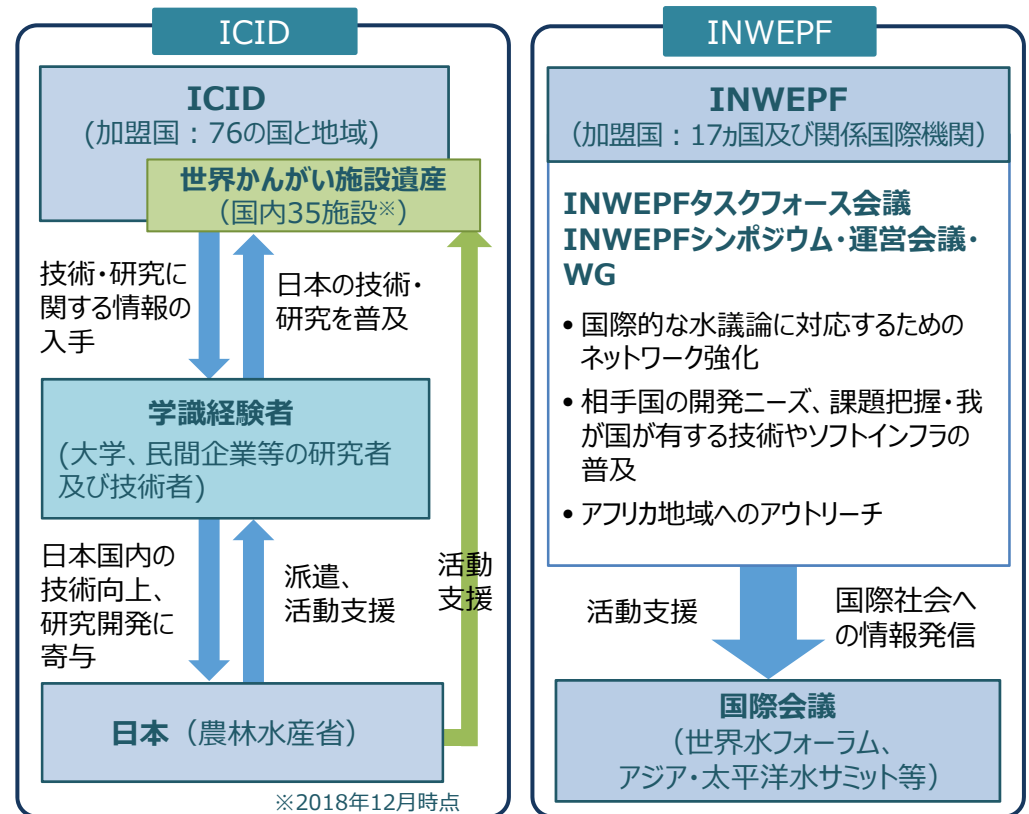 ICID
ICID
(加盟国：76の国と地域)
世界かんがい施設遺産
（国内35施設※）
技術・研究に
関する情報の
入手
日本の技術・
研究を普及
学識経験者
(大学、民間企業等の研究者
及び技術者)
日本国内の
技術向上、
研究開発に
寄与
派遣、
活動支援
活動
支援
日本（農林水産省）
※2018年12月時点
INWEPF
INWEPF
（加盟国：17ヵ国及び関係国際機関）
INWEPFタスクフォース会議
INWEPFシンポジウム・運営会議・
WG
• 国際的な水議論に対応するための
ネットワーク強化
• 相手国の開発ニーズ、課題把握・我
が国が有する技術やソフトインフラの
普及
• アフリカ地域へのアウトリーチ
活動支援
国際社会へ
の情報発信
国際会議
（世界水フォーラム、
アジア・太平洋水サミット等）